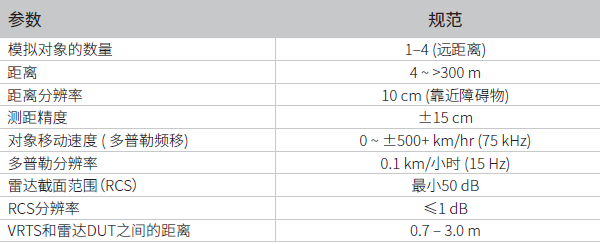 参数 规范
模拟对象的数量 1–4 (远距离)
距离 4 ~ >300 m
距离分辨率 10 cm (靠近障碍物)
测距精度 ±15 cm
对象移动速度 ( 多普勒频移) 0 ~ ±500+ km/hr (75 kHz)
多普勒分辨率 0.1 km/小时 (15 Hz)
雷达截面范围(RCS) 最小50 dB
RCS分辨率 ≤1 dB
VRTS和雷达DUT之间的距离 0.7 – 3.0 m